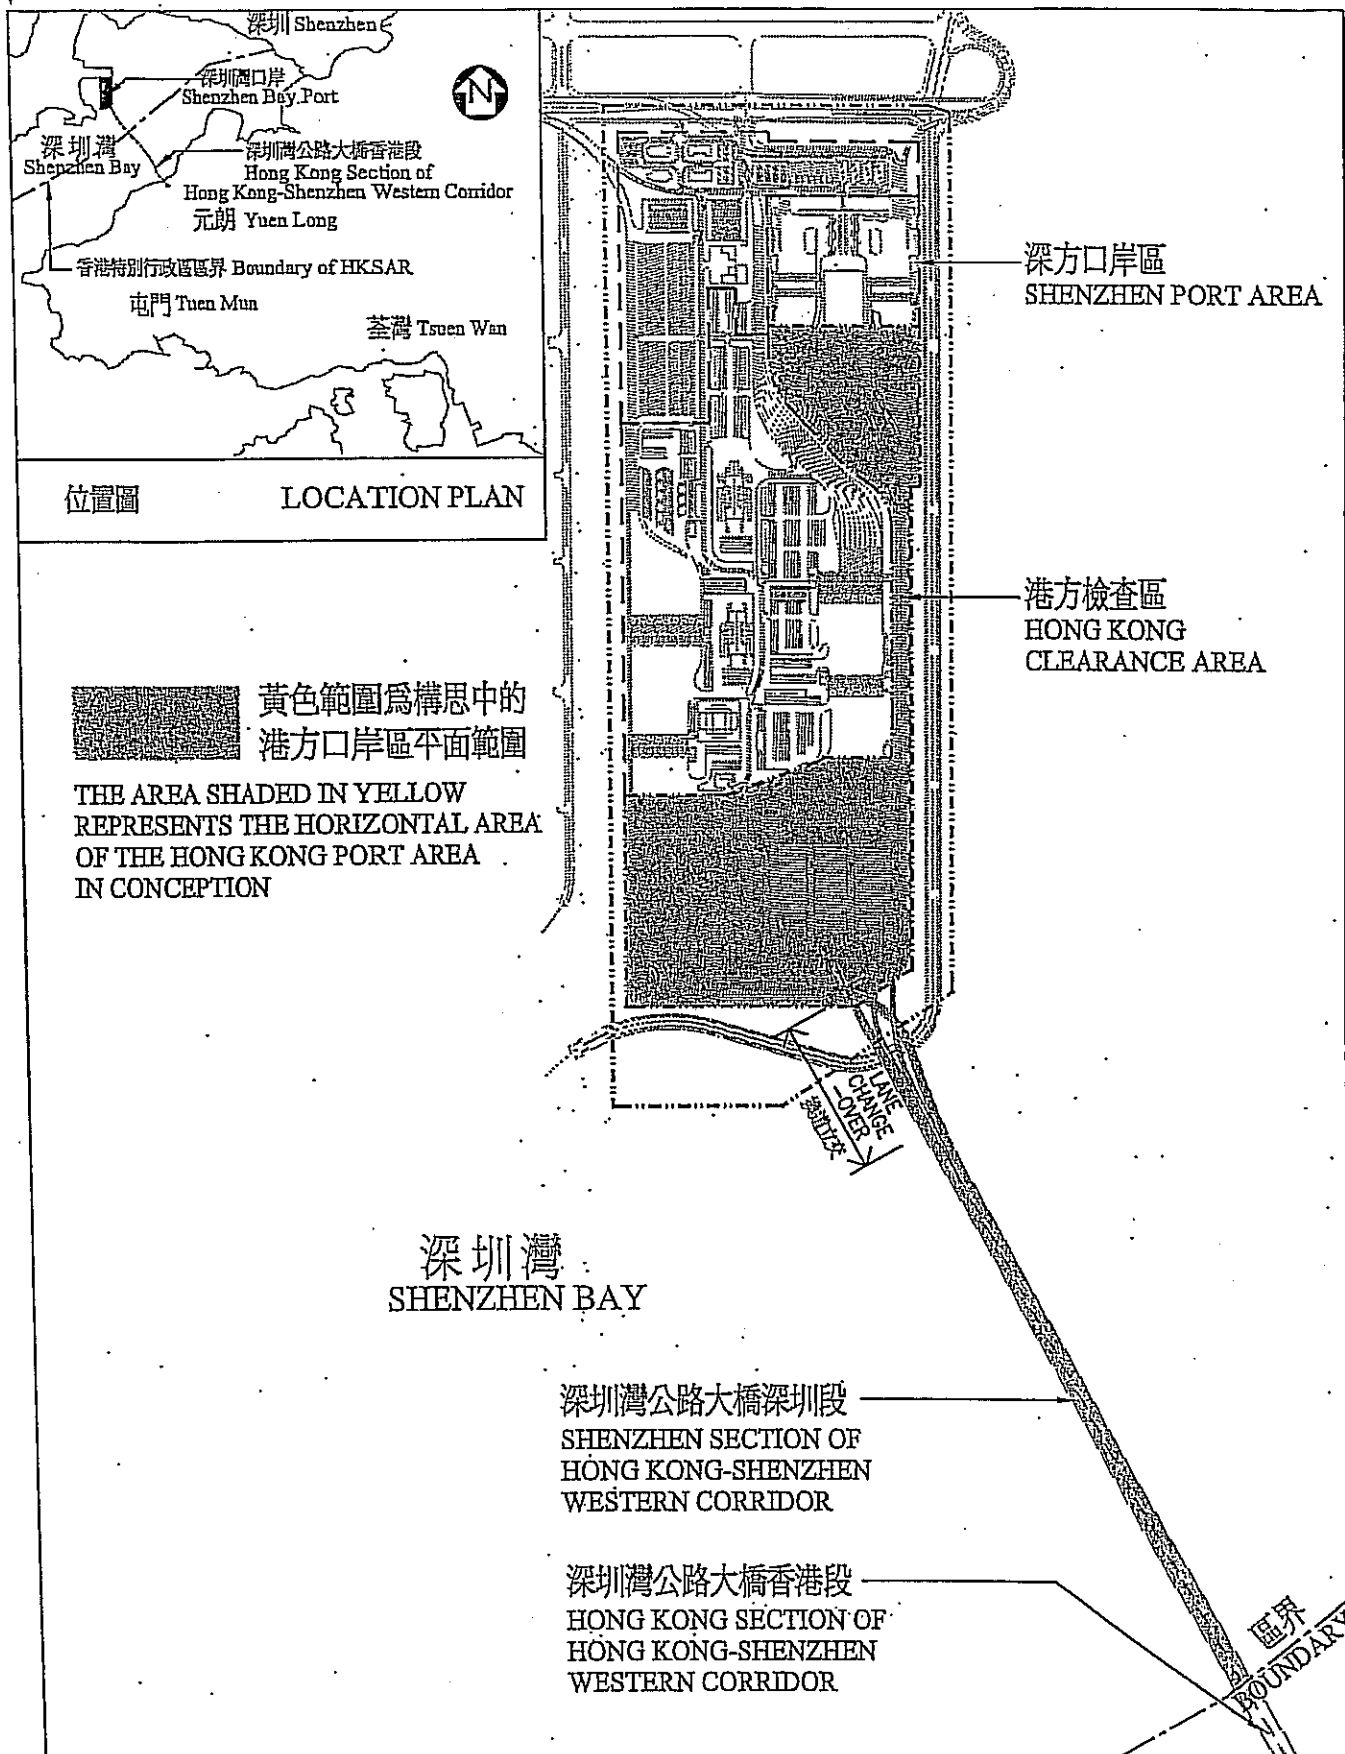 深圳 Shenzhen
深圳灣口岸
Shenzhen Bay Port
N
深圳灣
Shenzhen Bay
深圳灣公路大橋香港段
Hong Kong Section of
Hong Kong-Shenzhen Western Corridor
元朗 Yuen Long
香港特別行政區區界 Boundary of HKSAR
屯門 Tuen Mun
荃灣 Tsuen Wan
位置圖 LOCATION PLAN
深方口岸區
SHENZHEN PORT AREA
港方檢查區
HONG KONG
CLEARANCE AREA
黃色範圍爲構思中的
港方口岸區平面範圍
THE AREA SHADED IN YELLOW
REPRESENTS THE HORIZONTAL AREA
OF THE HONG KONG PORT AREA
IN CONCEPTION
LANE
CHANGE
-OVER
換道立交
深圳灣
SHENZHEN BAY
深圳灣公路大橋深圳段
SHENZHEN SECTION OF
HONG KONG-SHENZHEN
WESTERN CORRIDOR
深圳灣公路大橋香港段
HONG KONG SECTION OF
HONG KONG-SHENZHEN
WESTERN CORRIDOR
區界
BOUNDARY